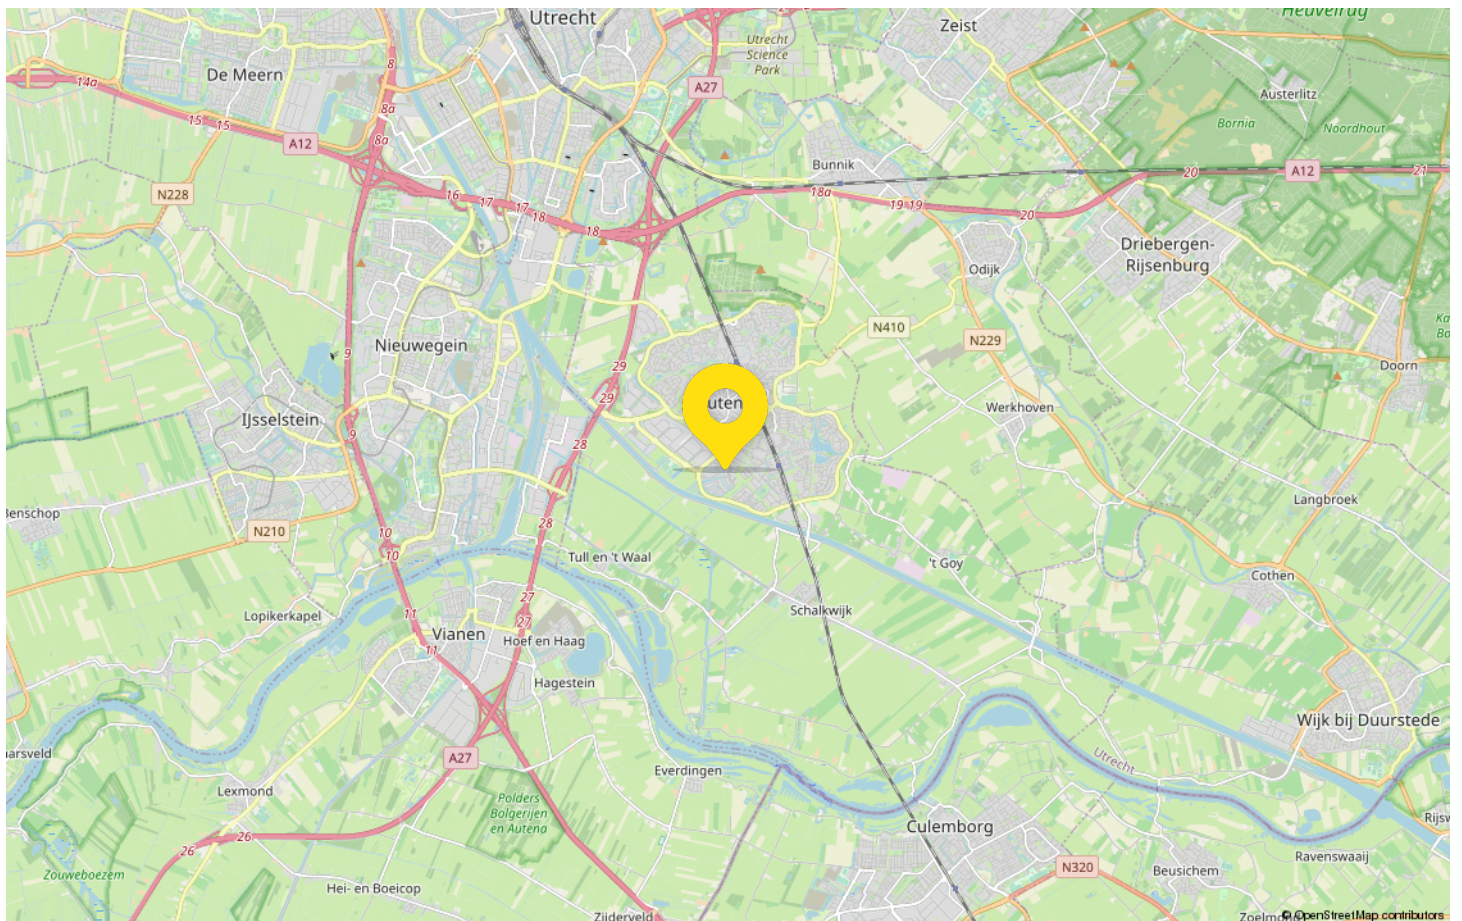 Utrecht
Zeist
Heuvelrug
De Meern
8
Utrecht
Science
Park
14a
A27
Austerlitz
8a
15 15
Bornia
Noordhout
8a
A12
Bunnik
20
A12
21
N228
16
17
17
18
18a
19 19
20
18
Driebergen-
Rijsenburg
Odijk
N410
N229
Nieuwegein
9
29
Doorn
29
uten
Werkhoven
IJsselstein
9
28
Langbroek
Benschop
28
N210
10
10
Tull en 't Waal
't Goy
Cothen
27
Schalkwijk
Lopikerkapel
11
27
Vianen
Hoef en Haag
11
Hagestein
Wijk bij Duurstede
aarsveld
A27
Utrecht
Everdingen
Lexmond
Polders
Bolgerijen
en Autena
Culemborg
26
26
Ravenswaaij
N320
Beusichem
Zouweboezem
Hei- en Boeicop
Zijderveld
© OpenStreetMap contributors